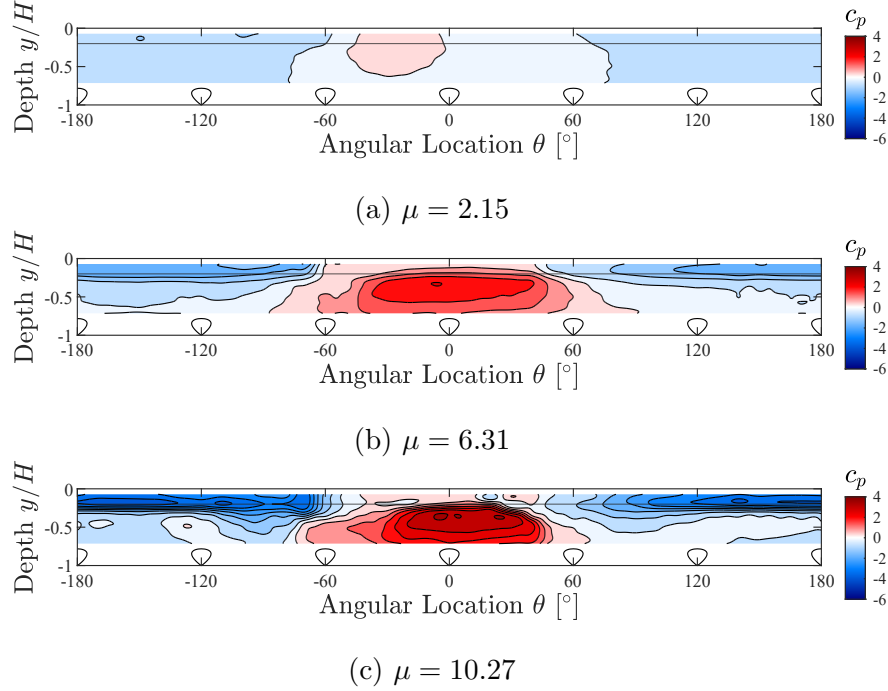 c_p
0
-0.5
-1
Depth y/H
-180 -120 -60 0 60 120 180
Angular Location θ [°]
4
2
0
-2
-4
-6
(a) μ = 2.15
c_p
0
-0.5
-1
Depth y/H
-180 -120 -60 0 60 120 180
Angular Location θ [°]
4
2
0
-2
-4
-6
(b) μ = 6.31
c_p
0
-0.5
-1
Depth y/H
-180 -120 -60 0 60 120 180
Angular Location θ [°]
4
2
0
-2
-4
-6
(c) μ = 10.27